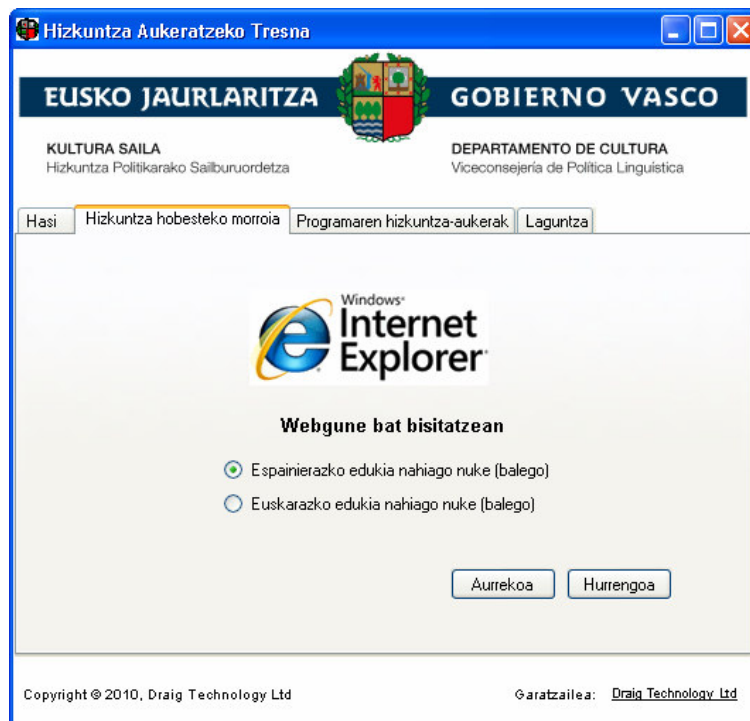 Hizkuntza Aukeratzeko Tresna
EUSKO JAURLARITZA
GOBIERNO VASCO
KULTURA SAILA
Hizkuntza Politikarako Sailburuordetza
DEPARTAMENTO DE CULTURA
Viceconsejería de Política Linguística
Hasi
Hizkuntza hobesteko morroia
Programaren hizkuntza-aukerak
Laguntza
Windows
Internet
Explorer
Webgune bat bisitatzean
Espainierazko edukia nahiago nuke (balego)
Euskarazko edukia nahiago nuke (balego)
Aurrekoa
Hurrengoa
Copyright © 2010, Draig Technology Ltd
Garatzailea: Draig Technology Ltd